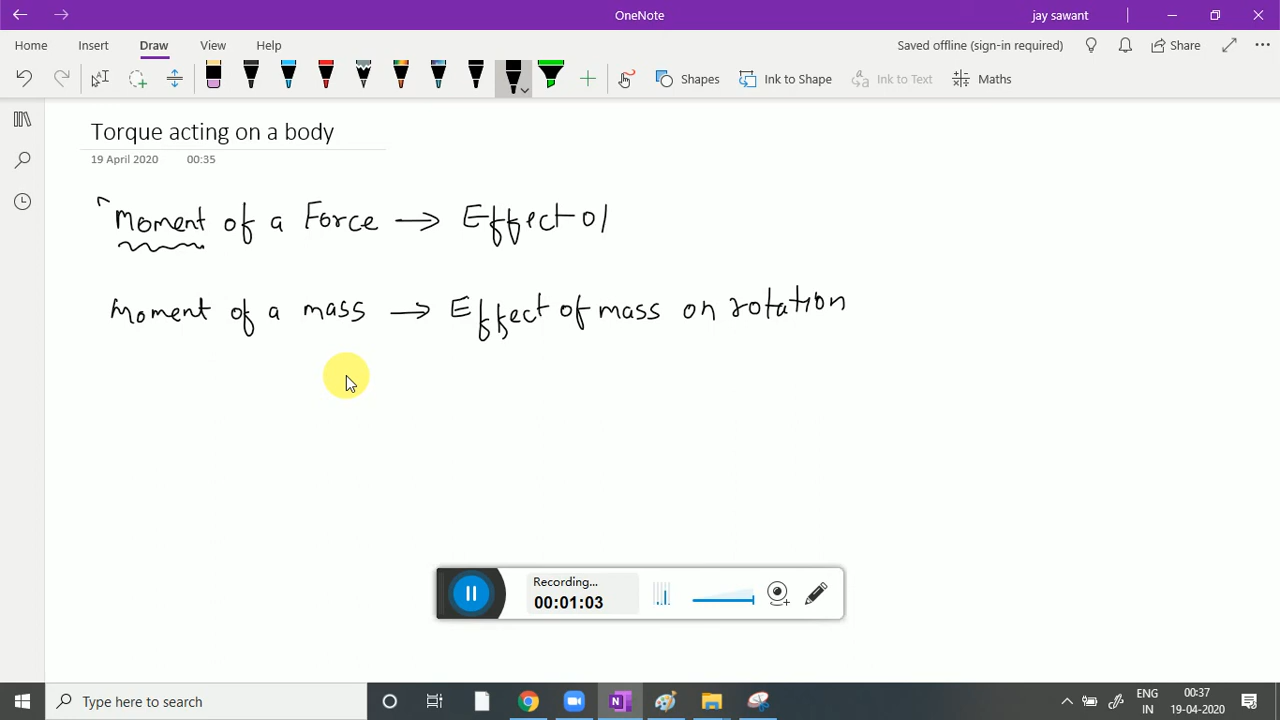 OneNote
jay sawant
Home Insert Draw View Help
Saved offline (sign-in required) Share
Shapes Ink to Shape Ink to Text Maths
Torque acting on a body
19 April 2020 00:35
Moment of a Force → Effect of
Moment of a mass → Effect of mass on rotation
Recording...
00:01:03
Type here to search
ENG 00:37
IN 19-04-2020